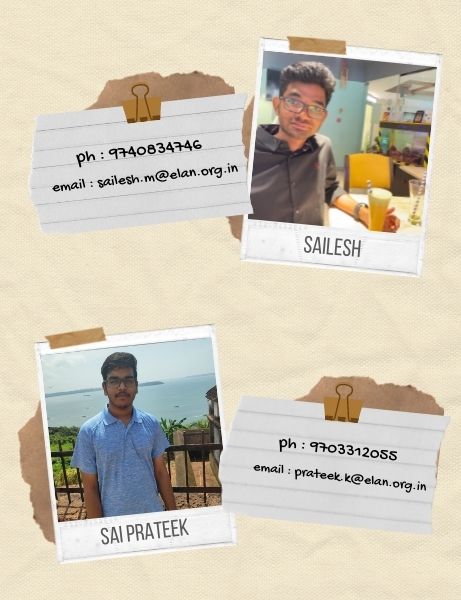 ph : 9740834746
email : sailesh.m@elan.org.in
SAILESH
ph : 9703312055
email : prateek.k@elan.org.in
SAI PRATEEK